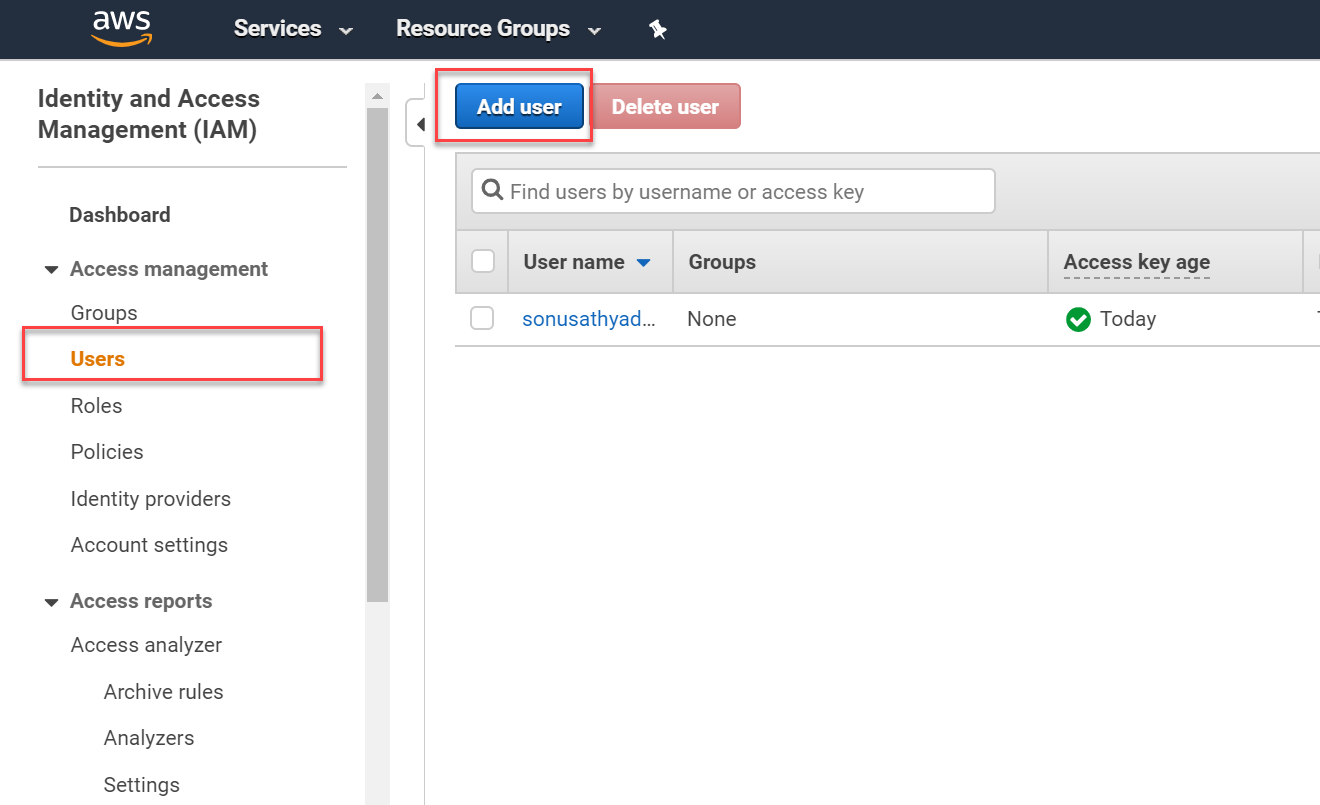 aws Services Resource Groups
Identity and Access
Management (IAM)
Dashboard
Access management
Groups
Users
Roles
Policies
Identity providers
Account settings
Access reports
Access analyzer
Archive rules
Analyzers
Settings
Add user Delete user
Find users by username or access key
User name Groups Access key age
sonusathyad... None Today